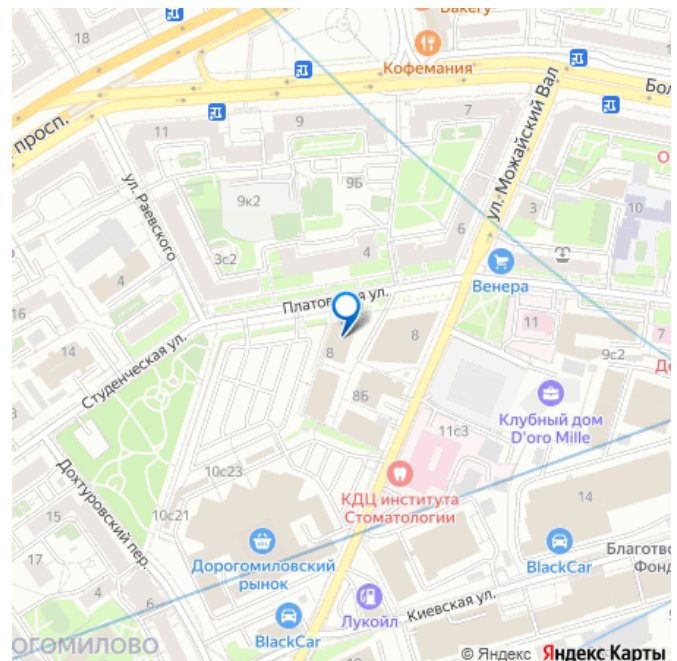 Bakery
18
Кофемания
Бол
просп.
11
9
7
ул. Можайский Вал
ул. Раевского
9Б
9к2
3
10
6
4
3с2
4
Венера
Платовская ул.
16
11
7
8
8
14
Студенческая ул.
9с2
До
8Б
Клубный дом
D'oro Mille
11с3
10с23
КДЦ института
Стоматологии
14
15
10с21
Дохтуровский пер.
17
Дорогомиловский
рынок
BlackCar
Благотво
Фонд
4
6
Лукойл
Киевская ул.
BlackCar
ОГОМИЛОВО
© Яндекс Яндекс Карты